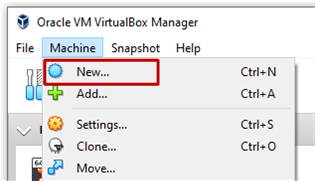 Oracle VM VirtualBox Manager
File Machine Snapshot Help
New... Ctrl+N
Add... Ctrl+A
Settings... Ctrl+S
Clone... Ctrl+O
Move...